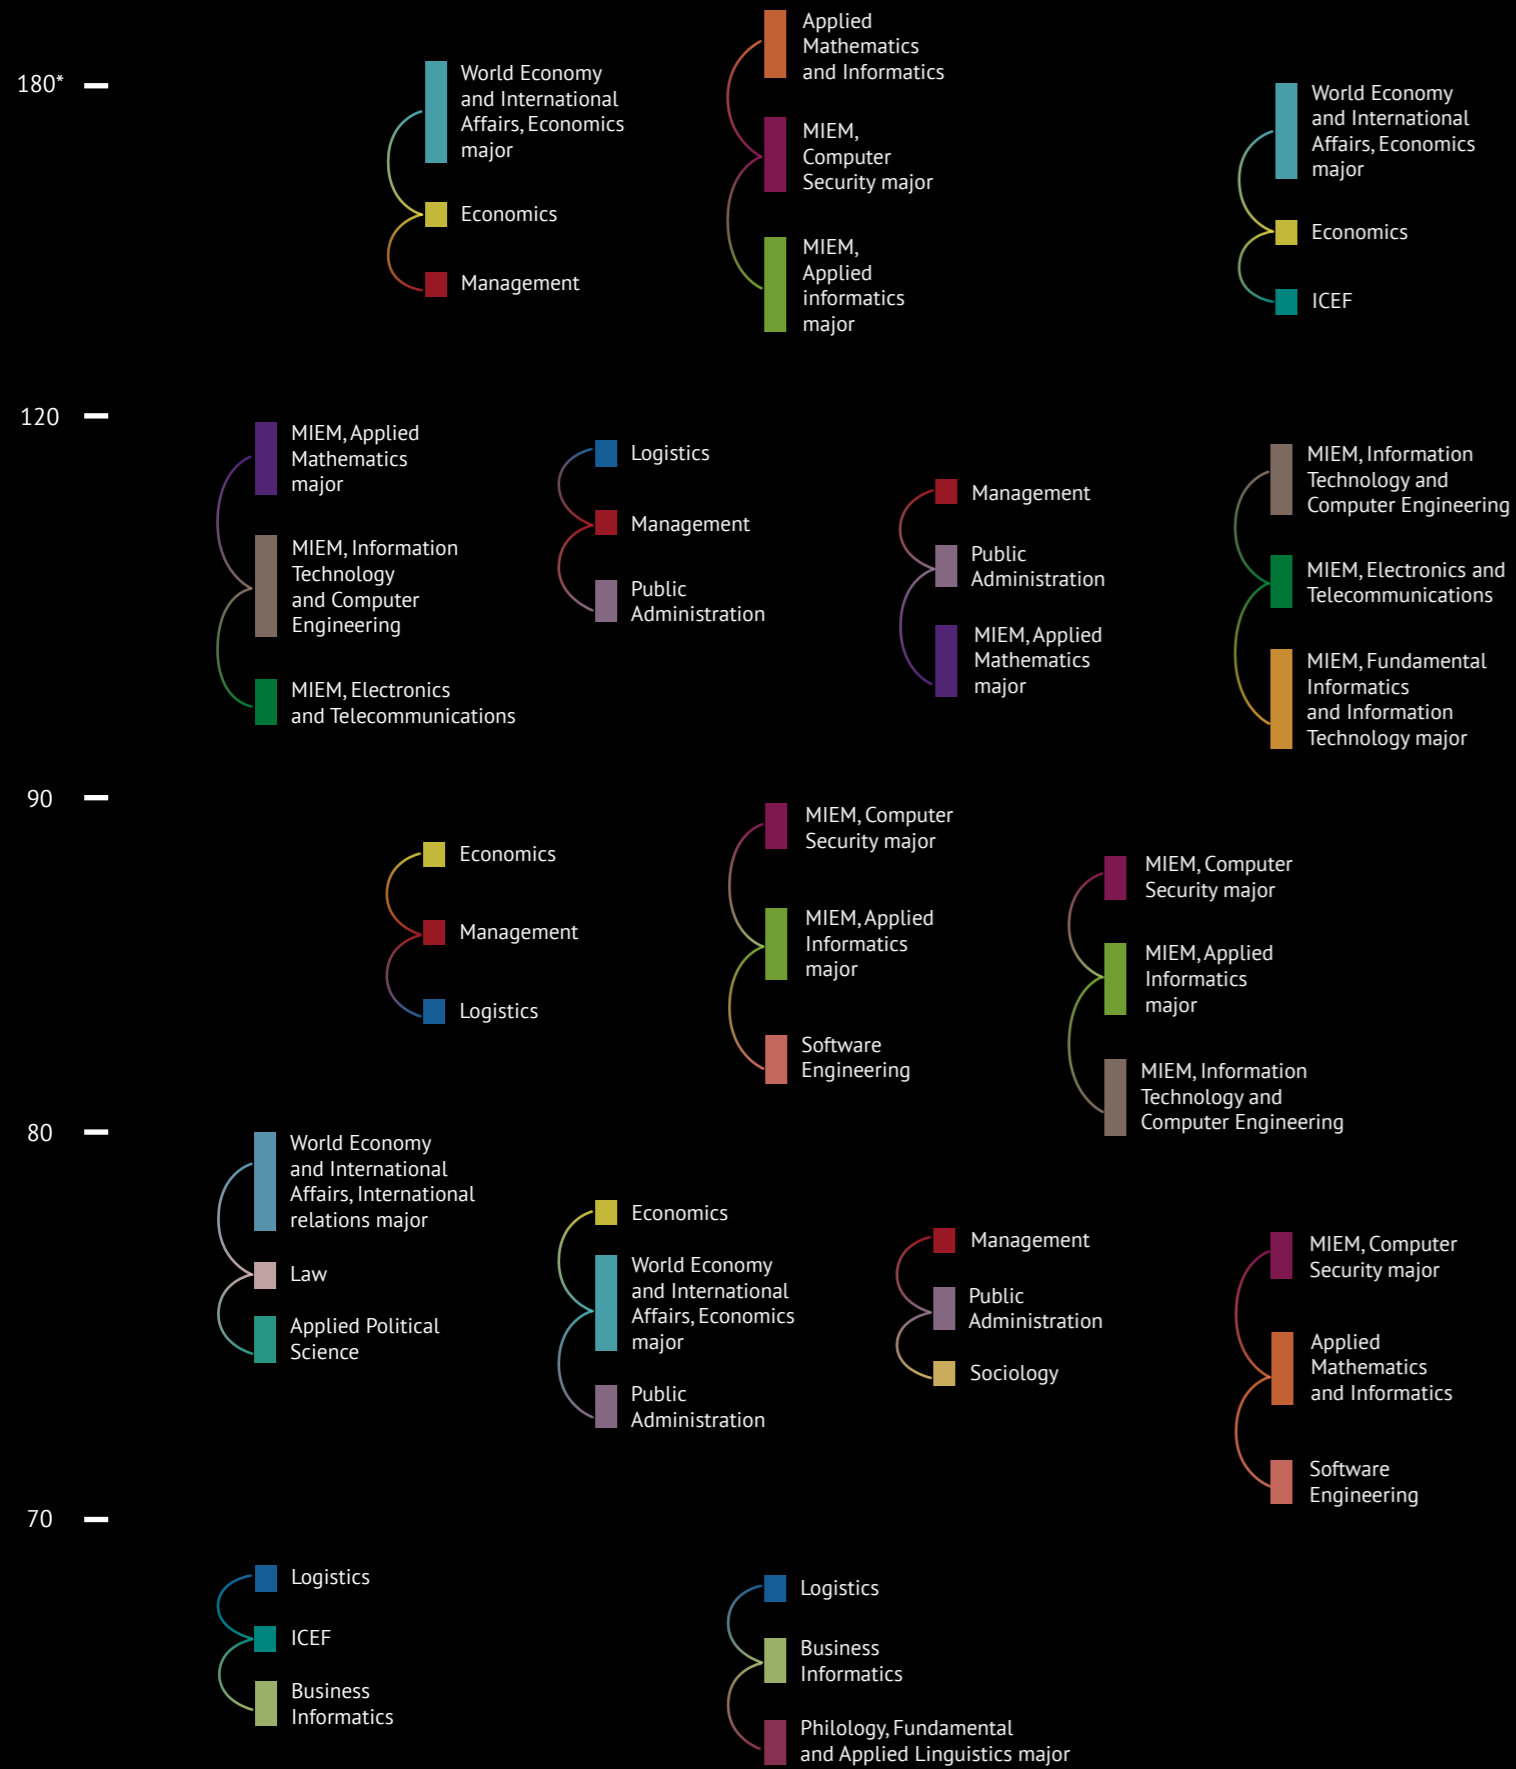 180*
World Economy
and International
Affairs, Economics
major
Economics
Management
Applied
Mathematics
and Informatics
MIEM,
Computer
Security major
MIEM,
Applied
informatics
major
World Economy
and International
Affairs, Economics
major
Economics
ICEF
120
MIEM, Applied
Mathematics
major
MIEM, Information
Technology
and Computer
Engineering
MIEM, Electronics
and Telecommunications
Logistics
Management
Public
Administration
Management
Public
Administration
MIEM, Applied
Mathematics
major
MIEM, Information
Technology and
Computer Engineering
MIEM, Electronics and
Telecommunications
MIEM, Fundamental
Informatics
and Information
Technology major
90
Economics
Management
Logistics
MIEM, Computer
Security major
MIEM, Applied
Informatics
major
Software
Engineering
MIEM, Computer
Security major
MIEM, Applied
Informatics
major
MIEM, Information
Technology and
Computer Engineering
80
World Economy
and International
Affairs, International
relations major
Law
Applied Political
Science
Economics
World Economy
and International
Affairs, Economics
major
Public
Administration
Management
Public
Administration
Sociology
MIEM, Computer
Security major
Applied
Mathematics
and Informatics
Software
Engineering
70
Logistics
ICEF
Business
Informatics
Logistics
Business
Informatics
Philology, Fundamental
and Applied Linguistics major